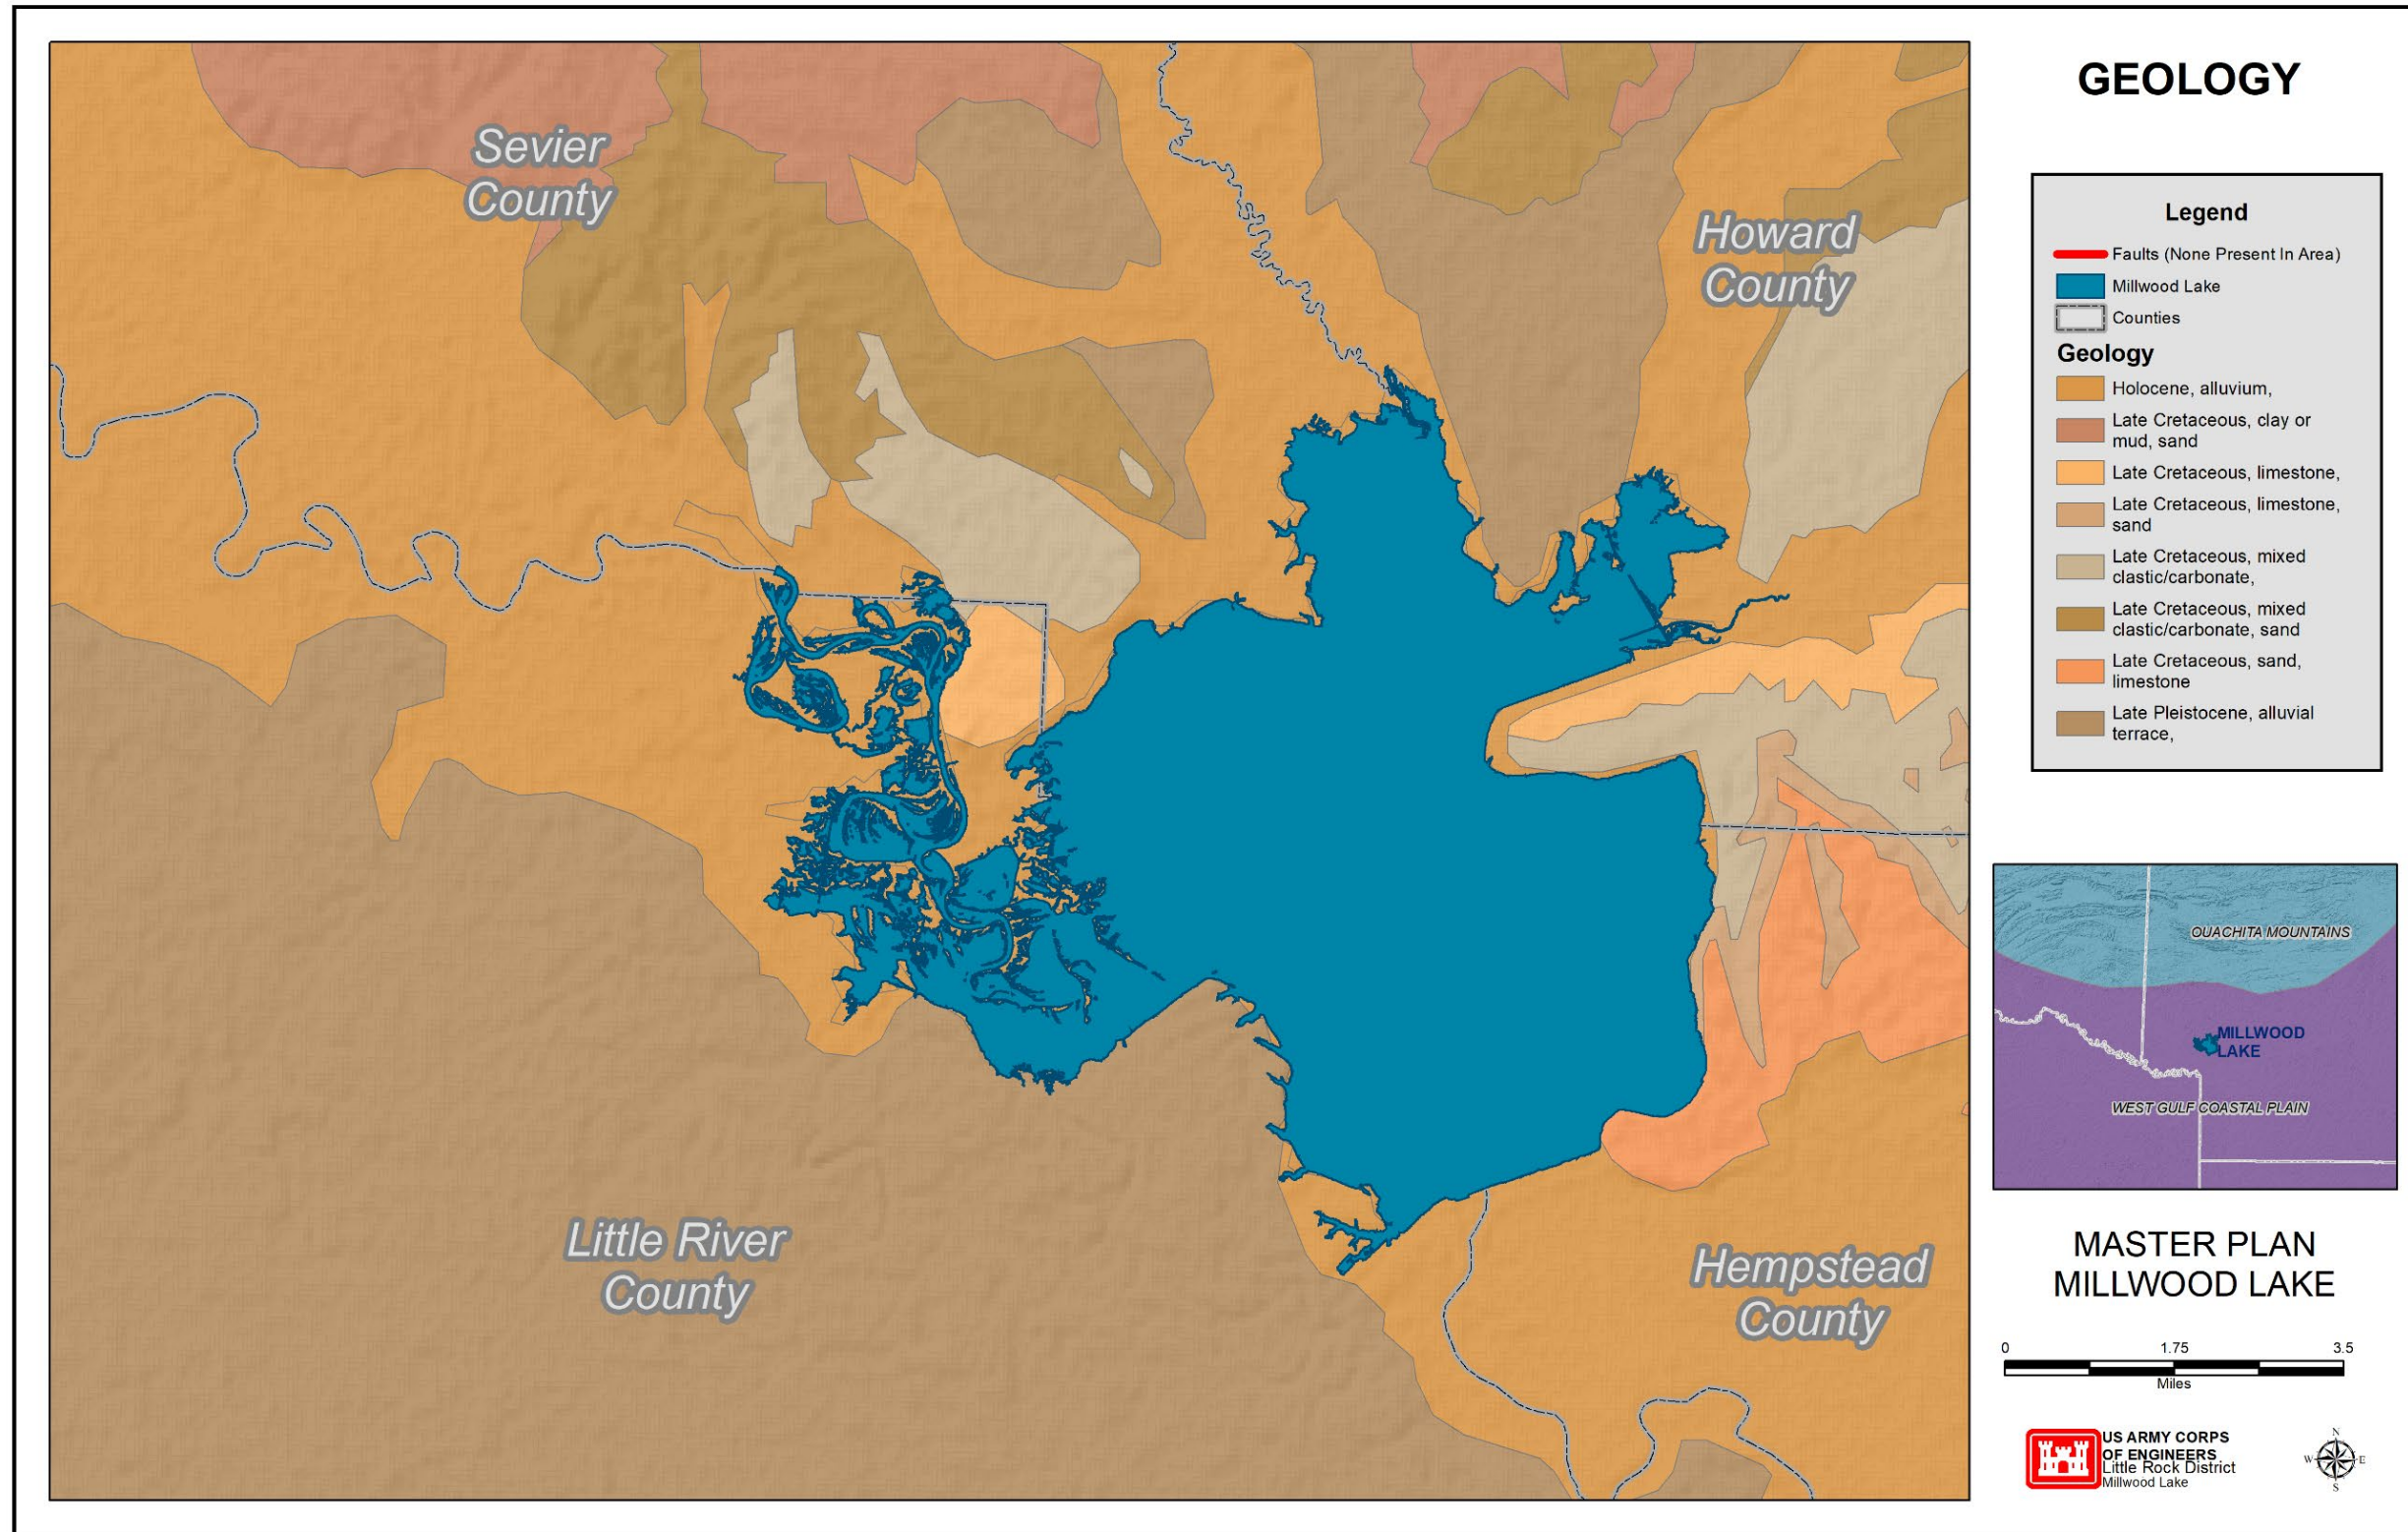 GEOLOGY
Sevier
County
Howard
County
Little River
County
Hempstead
County
Legend
Faults (None Present In Area)
Millwood Lake
Counties
Geology
Holocene, alluvium,
Late Cretaceous, clay or
mud, sand
Late Cretaceous, limestone,
Late Cretaceous, limestone,
sand
Late Cretaceous, mixed
clastic/carbonate,
Late Cretaceous, mixed
clastic/carbonate, sand
Late Cretaceous, sand,
limestone
Late Pleistocene, alluvial
terrace,
OUACHITA MOUNTAINS
MILLWOOD
LAKE
WEST GULF COASTAL PLAIN
MASTER PLAN
MILLWOOD LAKE
0 1.75 3.5
Miles
US ARMY CORPS
OF ENGINEERS
Little Rock District
Millwood Lake
N
W E
S